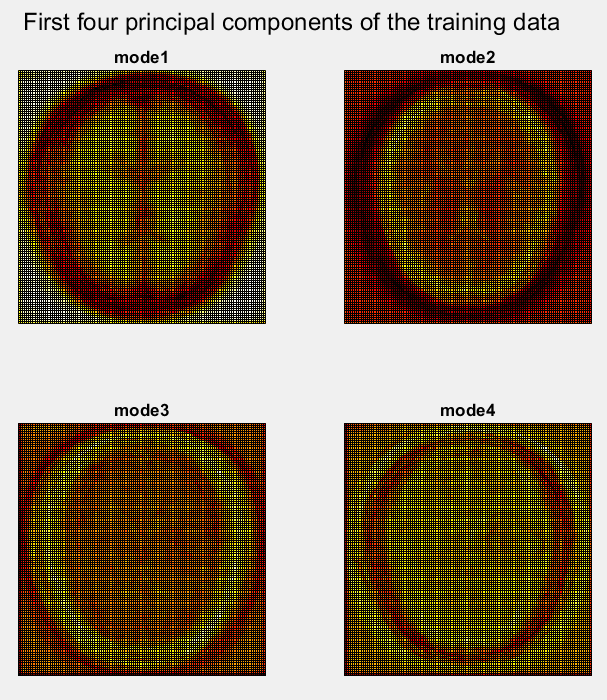 First four principal components of the training data
mode1
mode2
mode3
mode4